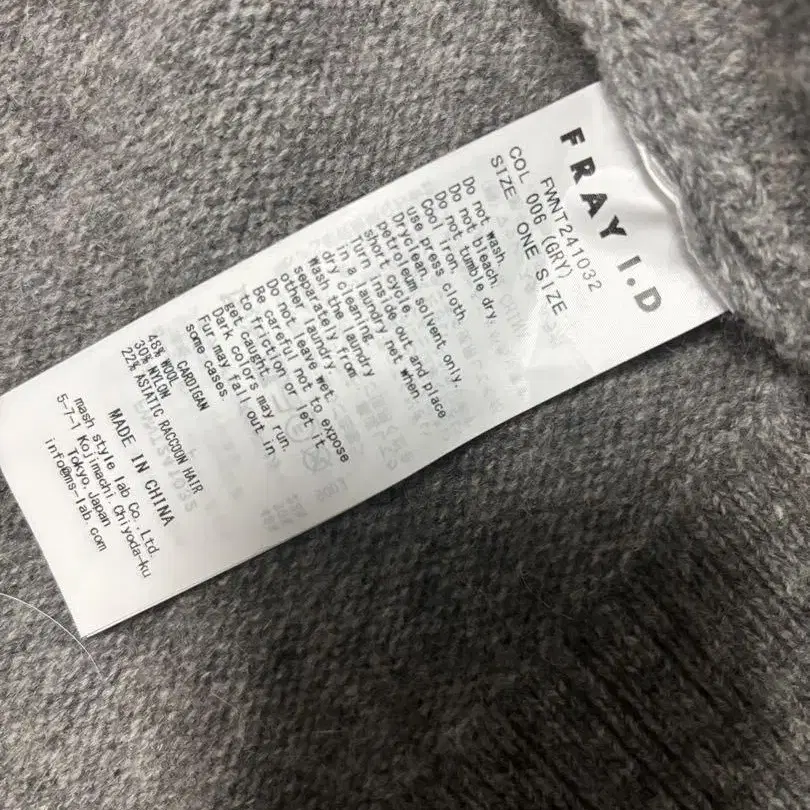 FRAY I.D
FWNT241032
COL 006 (GRY)
SIZE ONE SIZE
Do not wash.
Do not bleach.
Do not tumble dry.
Cool iron,
use press cloth.
Dryclean,
petroleum solvent only,
short cycle.
Turn inside out and place
in a laundry net when
dry cleaning.
Wash the laundry
separately from
other laundry.
Do not leave wet.
Be careful not to expose
to friction or let it
get caught.
Dark colors may run.
Fur may fall out in
some cases.
CARDIGAN
48% WOOL
30% NYLON
22% ASIATIC RACCOON HAIR
MADE IN CHINA
mash style lab Co.,Ltd.
5-7-1 Kojimachi,Chiyoda-ku
Tokyo,Japan
info@ms-lab.com